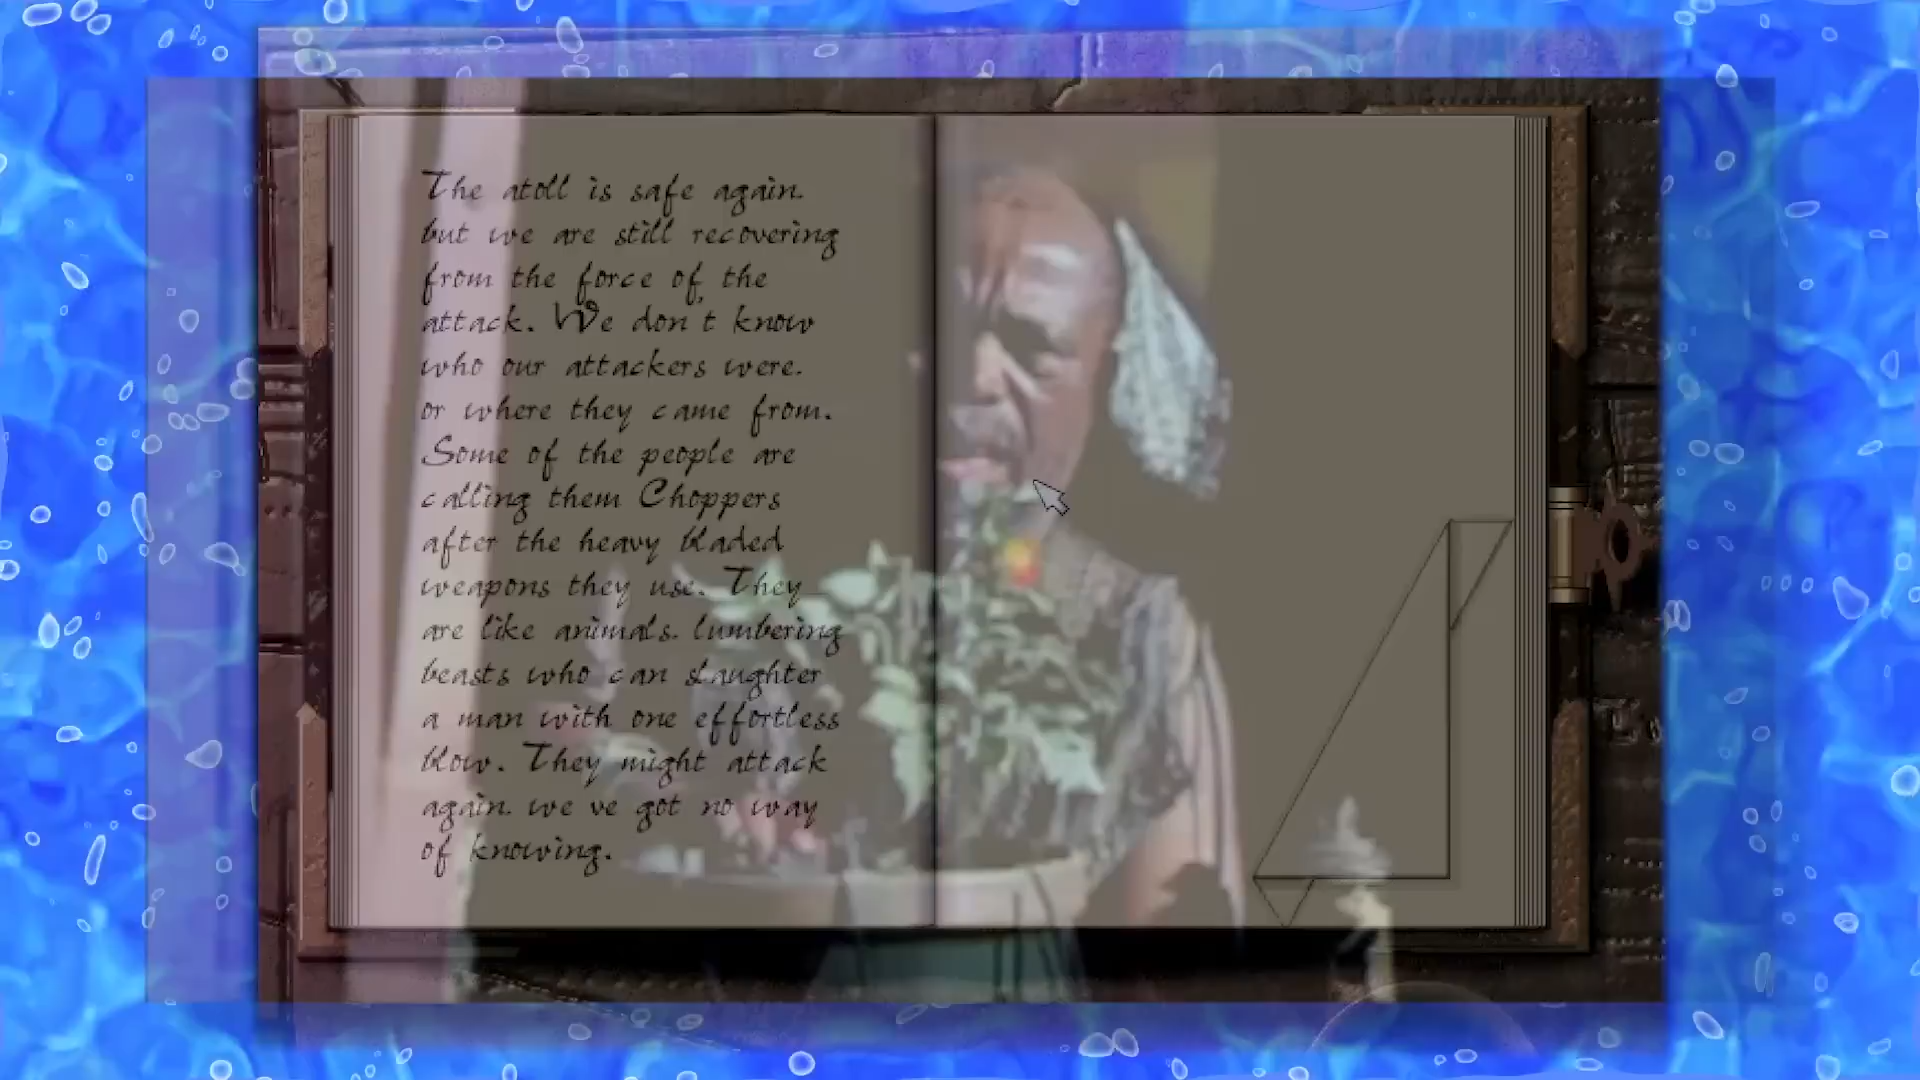 The atoll is safe again.
but we are still recovering
from the force of the
attack. We don't know
who our attackers were.
or where they came from.
Some of the people are
calling them Choppers
after the heavy bladed
weapons they use. They
are like animals. lumbering
beasts who can slaughter
a man with one effortless
blow. They might attack
again. we ve got no way
of knowing.